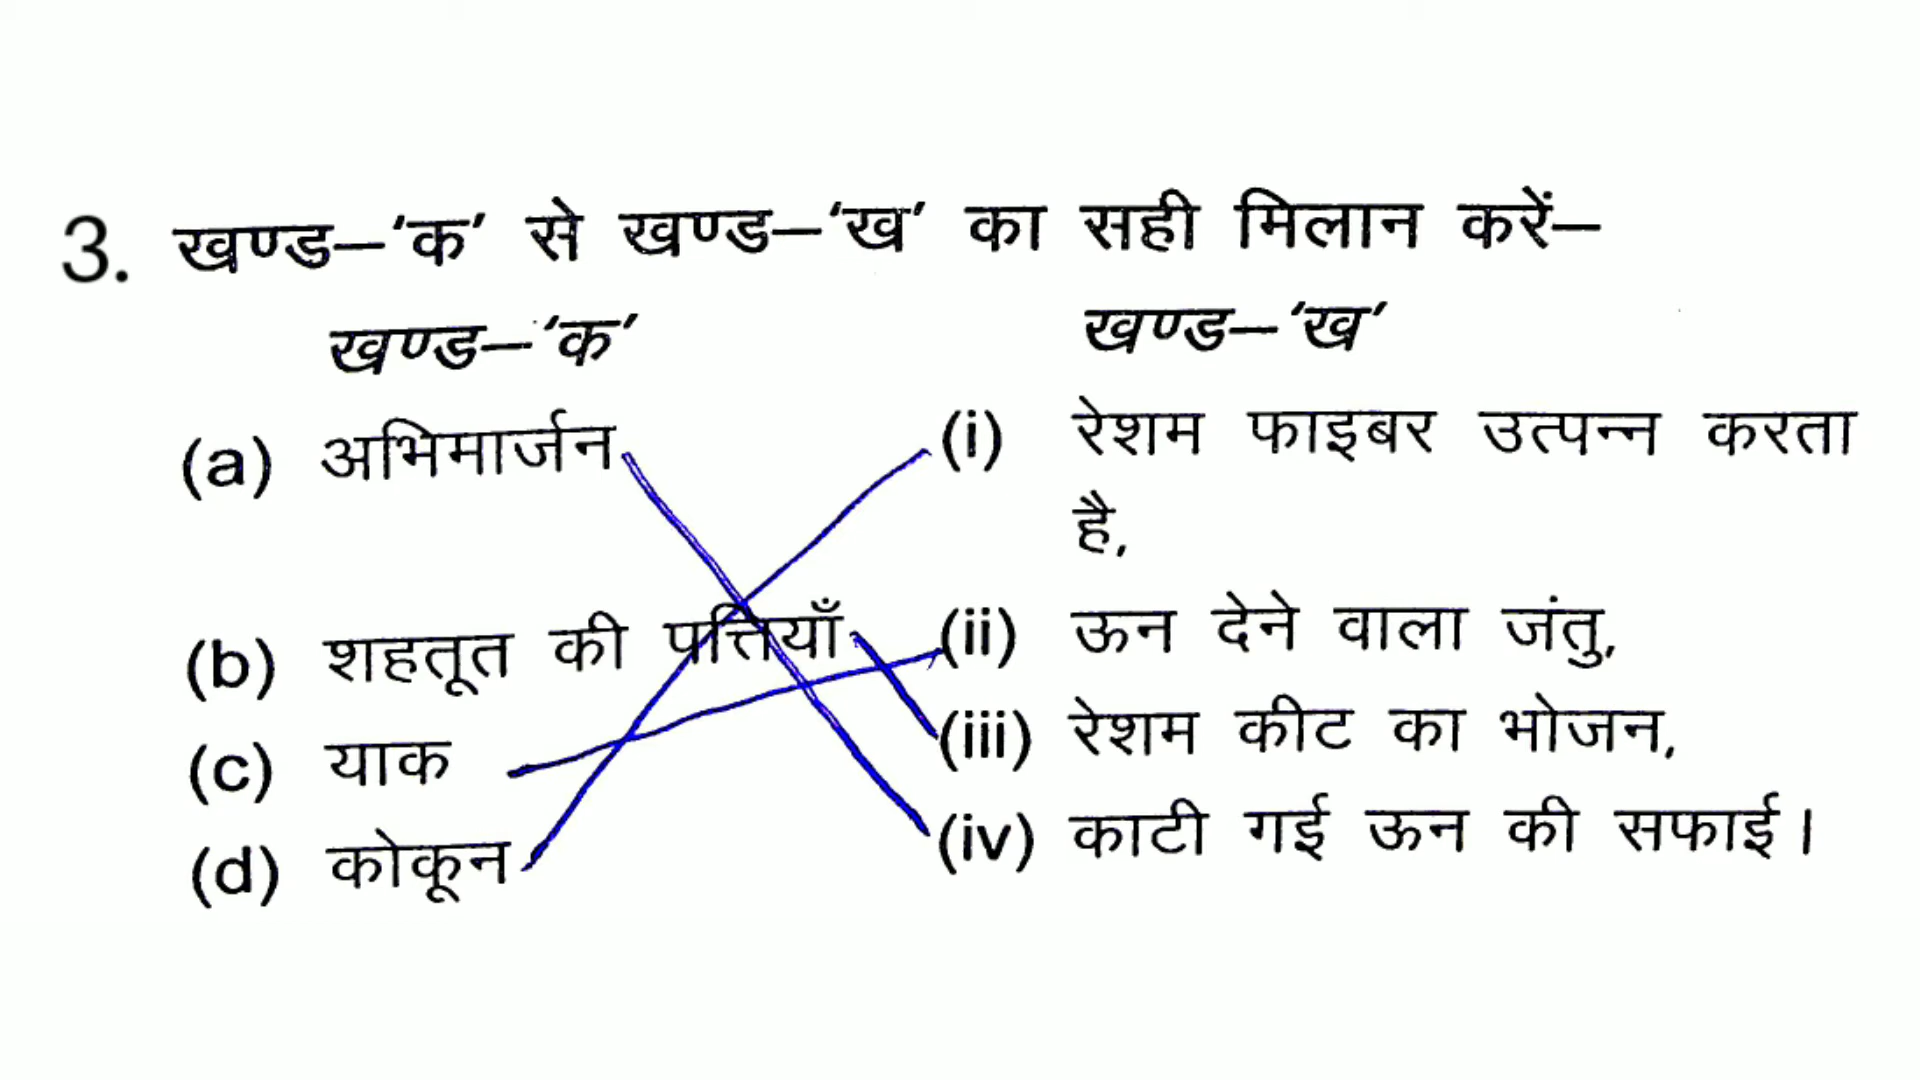 3. खण्ड–‘क’ से खण्ड–‘ख’ का सही मिलान करें–
खण्ड–‘क’ खण्ड–‘ख’
(a) अभिमार्जन (i) रेशम फाइबर उत्पन्न करता
है,
(b) शहतूत की पत्तियाँ (ii) ऊन देने वाला जंतु,
(c) याक (iii) रेशम कीट का भोजन,
(d) कोकून (iv) काटी गई ऊन की सफाई।